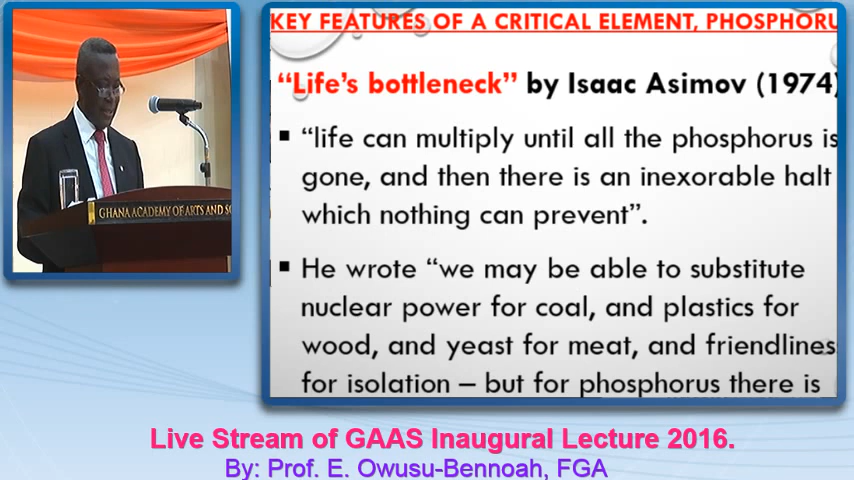 GHANA ACADEMY OF ARTS AND SC
KEY FEATURES OF A CRITICAL ELEMENT, PHOSPHORU
“Life’s bottleneck” by Isaac Asimov (1974)
▪ “life can multiply until all the phosphorus is
gone, and then there is an inexorable halt
which nothing can prevent”.
▪ He wrote “we may be able to substitute
nuclear power for coal, and plastics for
wood, and yeast for meat, and friendliness
for isolation – but for phosphorus there is
Live Stream of GAAS Inaugural Lecture 2016.
By: Prof. E. Owusu-Bennoah, FGA